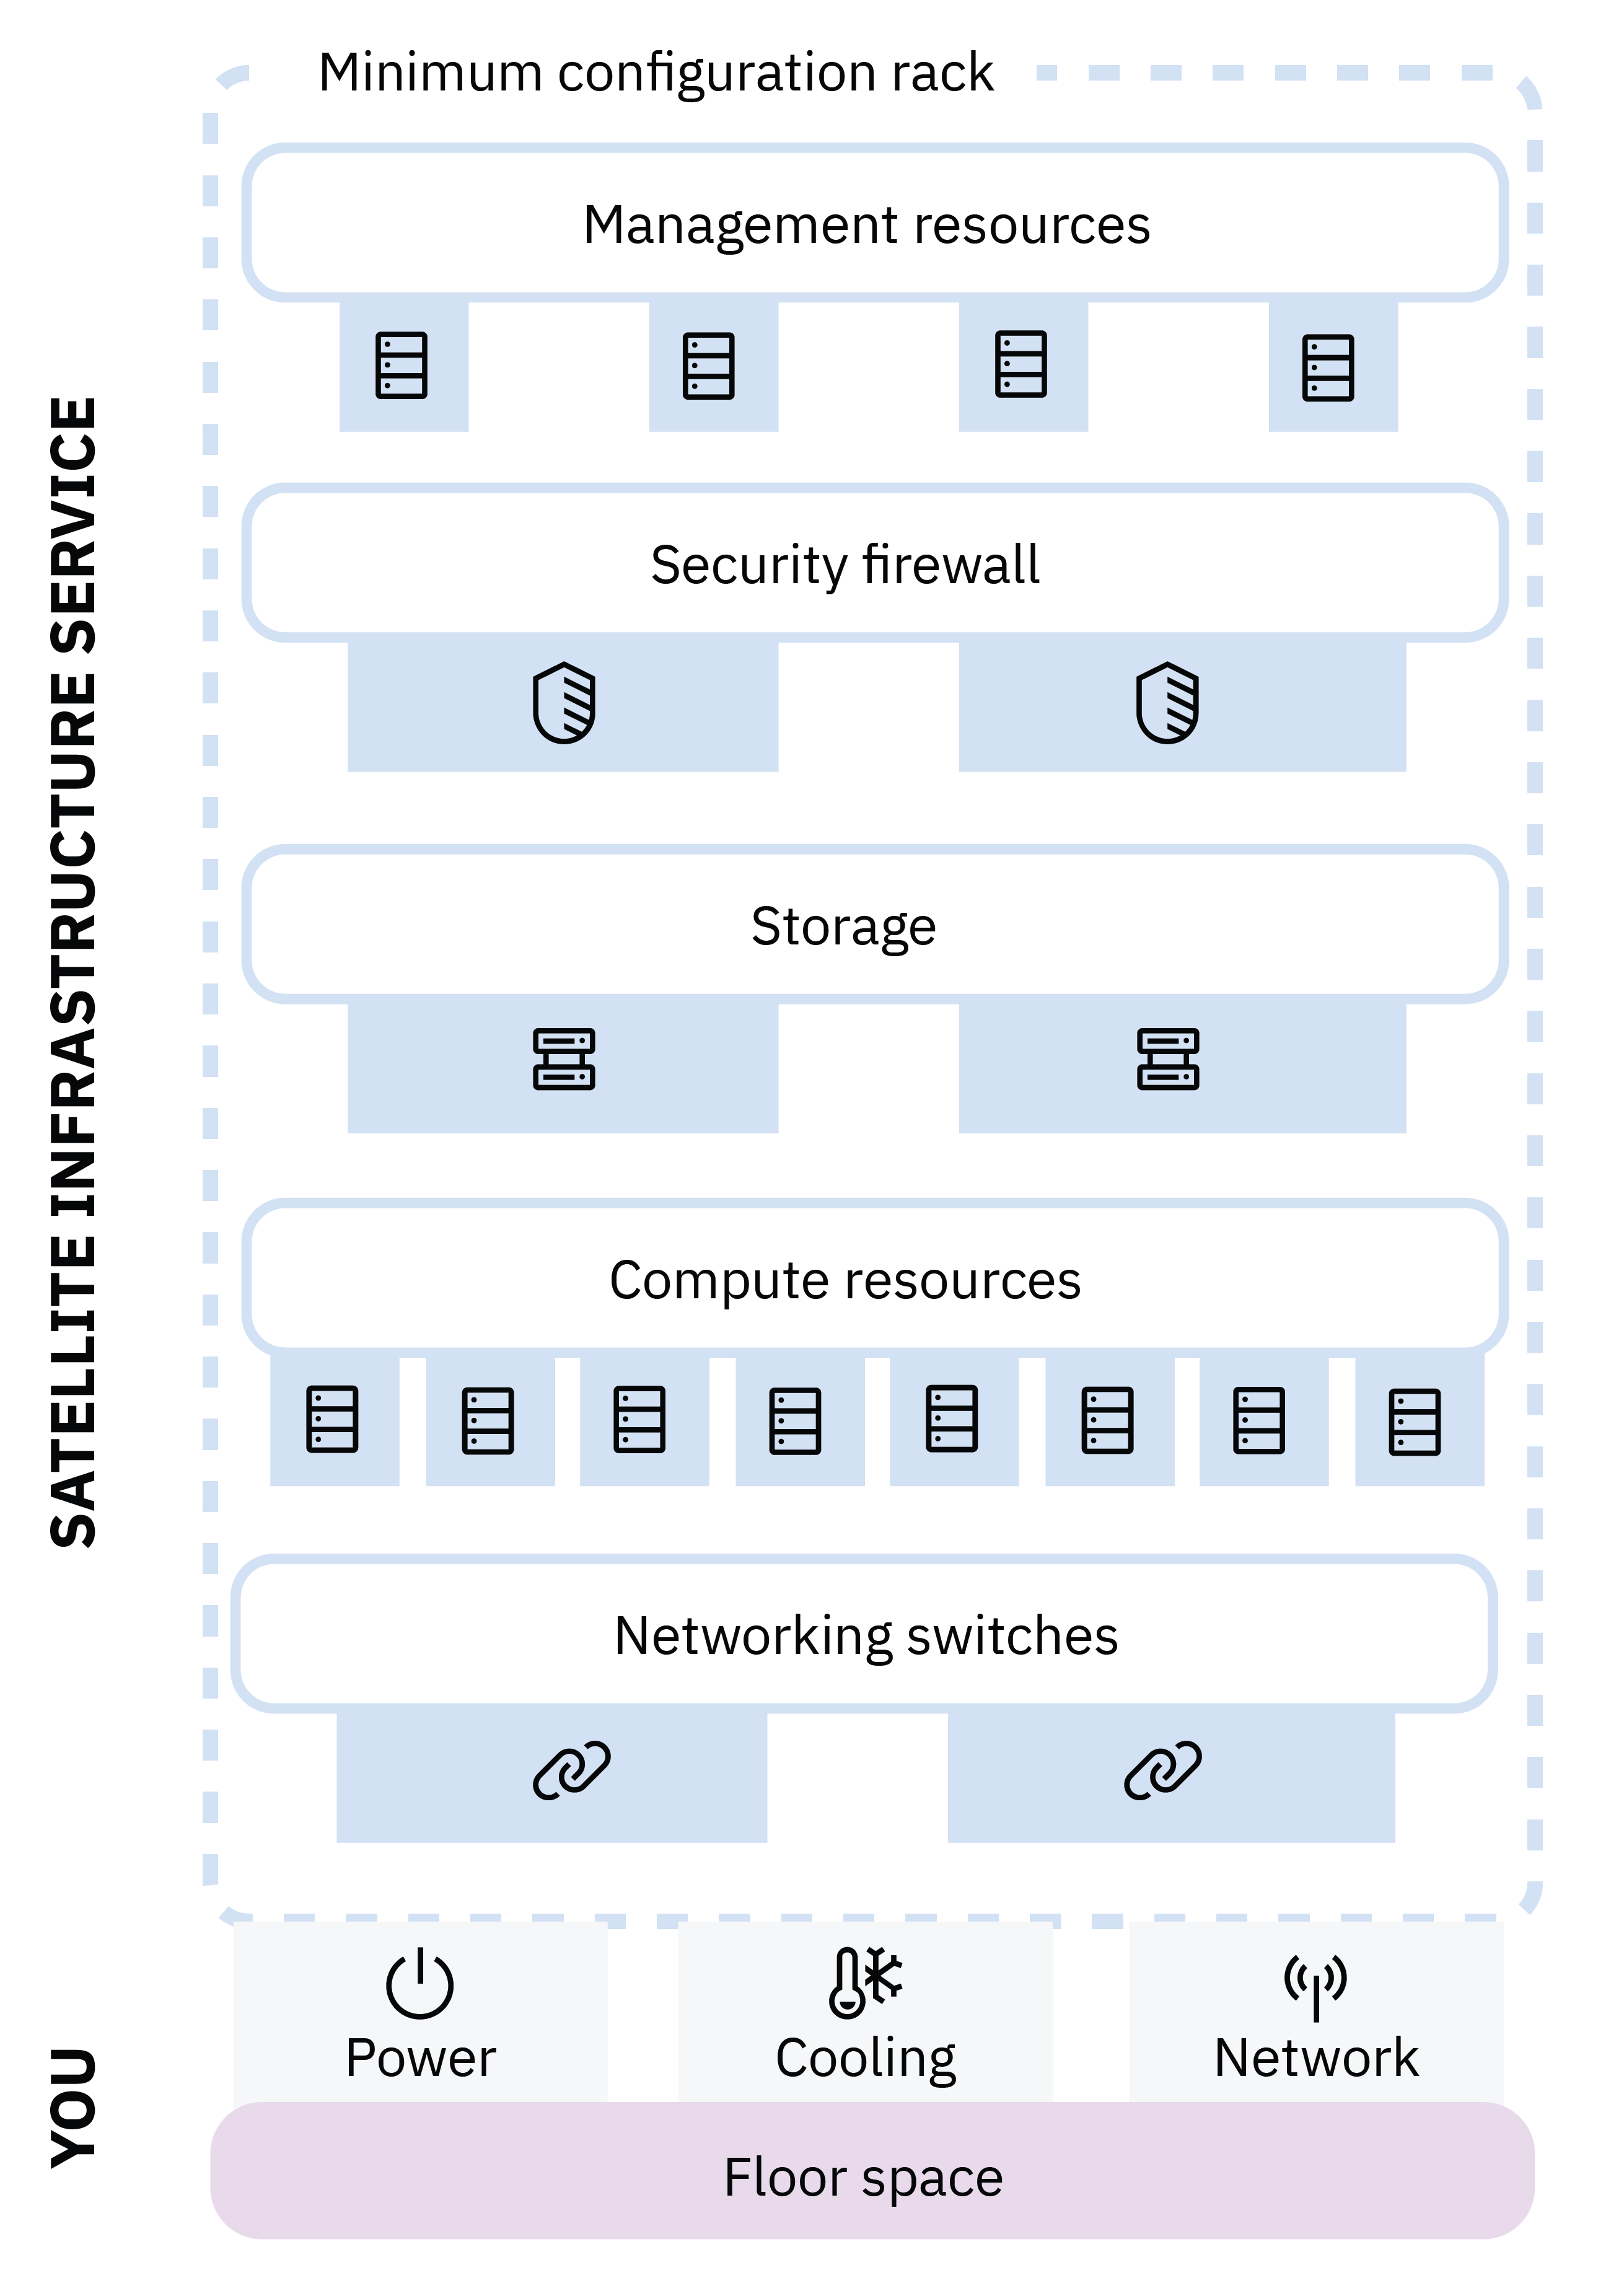 Minimum configuration rack
Management resources
Security firewall
Storage
Compute resources
Networking switches
SATELLITE INFRASTRUCTURE SERVICE
Power
Cooling
Network
Floor space
YOU